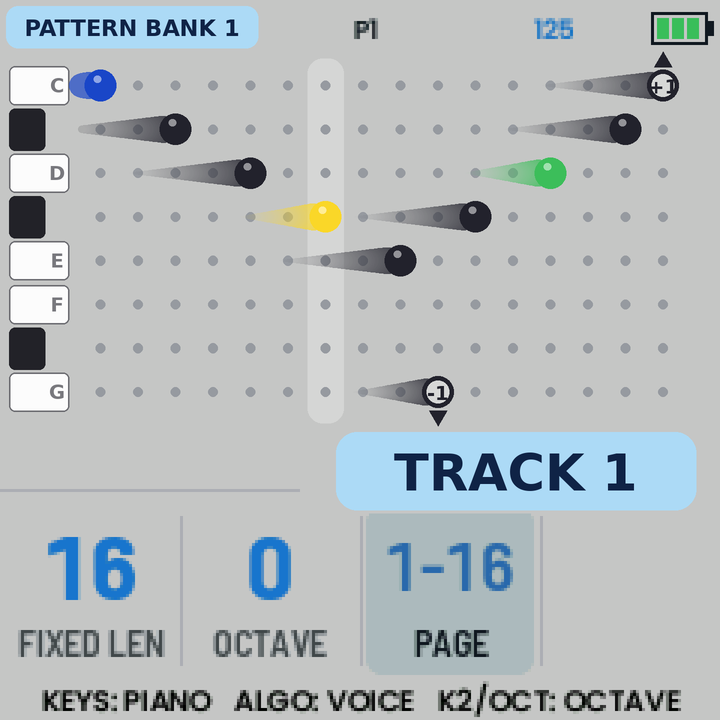 PATTERN BANK 1 P1 125
C +1
D
E
F
G -1
TRACK 1
16 0 1-16
FIXED LEN OCTAVE PAGE
KEYS: PIANO ALGO: VOICE K2/OCT: OCTAVE